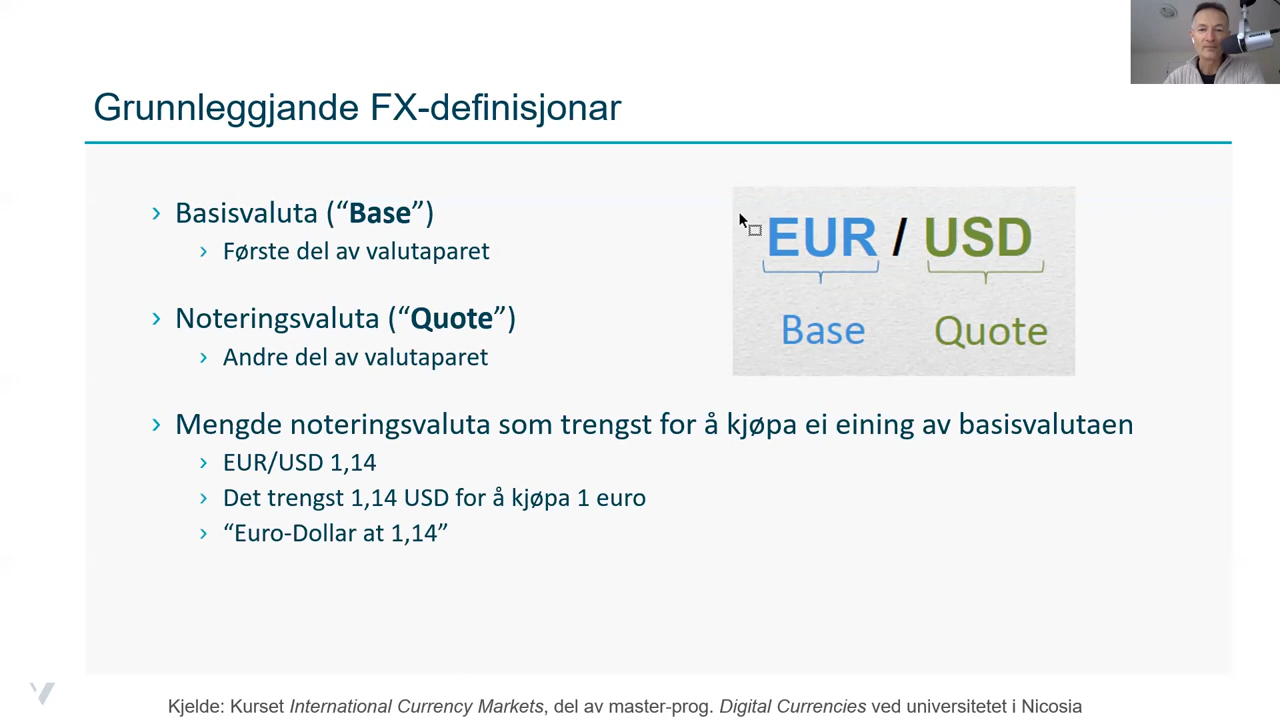 Grunnleggjande FX-definisjonar
› Basisvaluta (“Base”)
› Første del av valutaparet
› Noteringsvaluta (“Quote”)
› Andre del av valutaparet
EUR / USD
Base Quote
› Mengde noteringsvaluta som trengst for å kjøpa ei eining av basisvalutaen
› EUR/USD 1,14
› Det trengst 1,14 USD for å kjøpa 1 euro
› “Euro-Dollar at 1,14”
Kjelde: Kurset International Currency Markets, del av master-prog. Digital Currencies ved universitetet i Nicosia